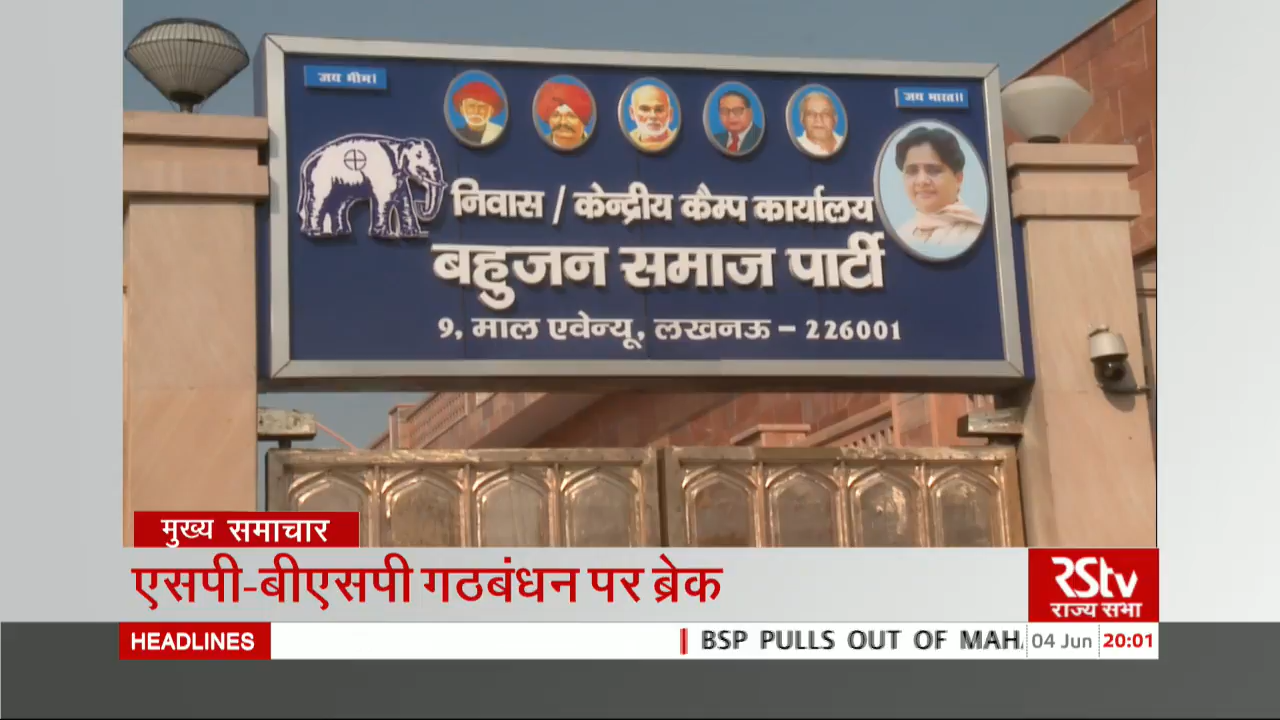 जय भीम।
जय भारत।।
निवास / केन्द्रीय कैम्प कार्यालय
बहुजन समाज पार्टी
9, माल एवेन्यू, लखनऊ – 226001
मुख्य समाचार
एसपी-बीएसपी गठबंधन पर ब्रेक
RStv
राज्य सभा
HEADLINES
BSP PULLS OUT OF MAH
04 Jun
20:01